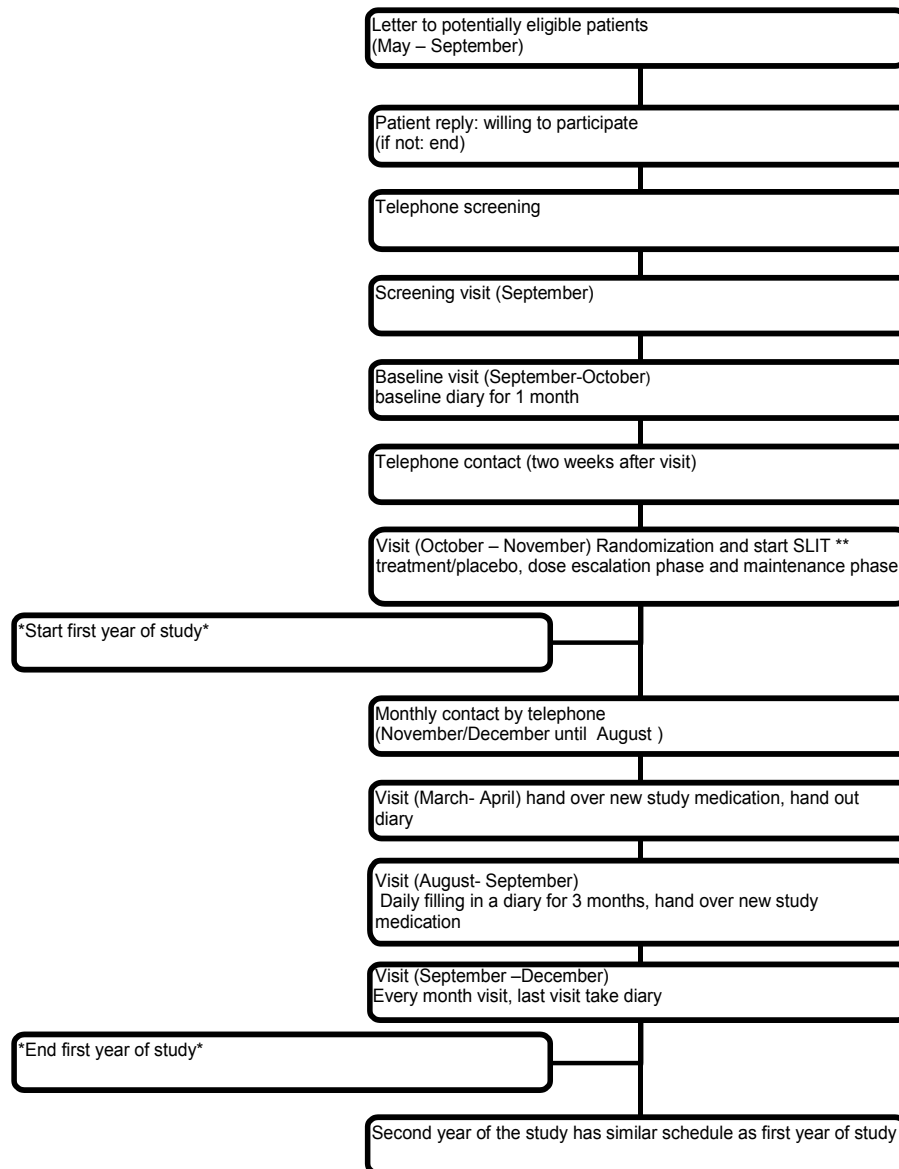 Letter to potentially eligible patients
(May – September)
Patient reply: willing to participate
(if not: end)
Telephone screening
Screening visit (September)
Baseline visit (September-October)
baseline diary for 1 month
Telephone contact (two weeks after visit)
Visit (October – November) Randomization and start SLIT **
treatment/placebo, dose escalation phase and maintenance phase
*Start first year of study*
Monthly contact by telephone
(November/December until  August )
Visit (March- April) hand over new study medication, hand out
diary
Visit (August- September)
Daily filling in a diary for 3 months, hand over new study
medication
Visit (September –December)
Every month visit, last visit take diary
*End first year of study*
Second year of the study has similar schedule as first year of study